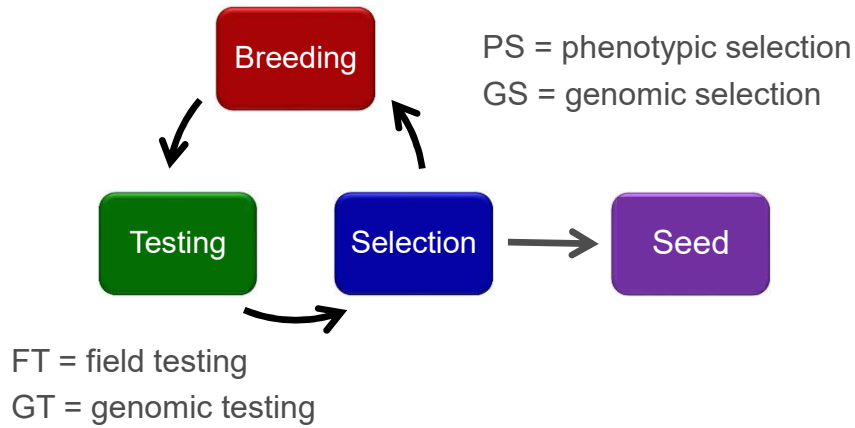 Breeding
PS = phenotypic selection
GS = genomic selection
Testing
Selection
Seed
FT = field testing
GT = genomic testing